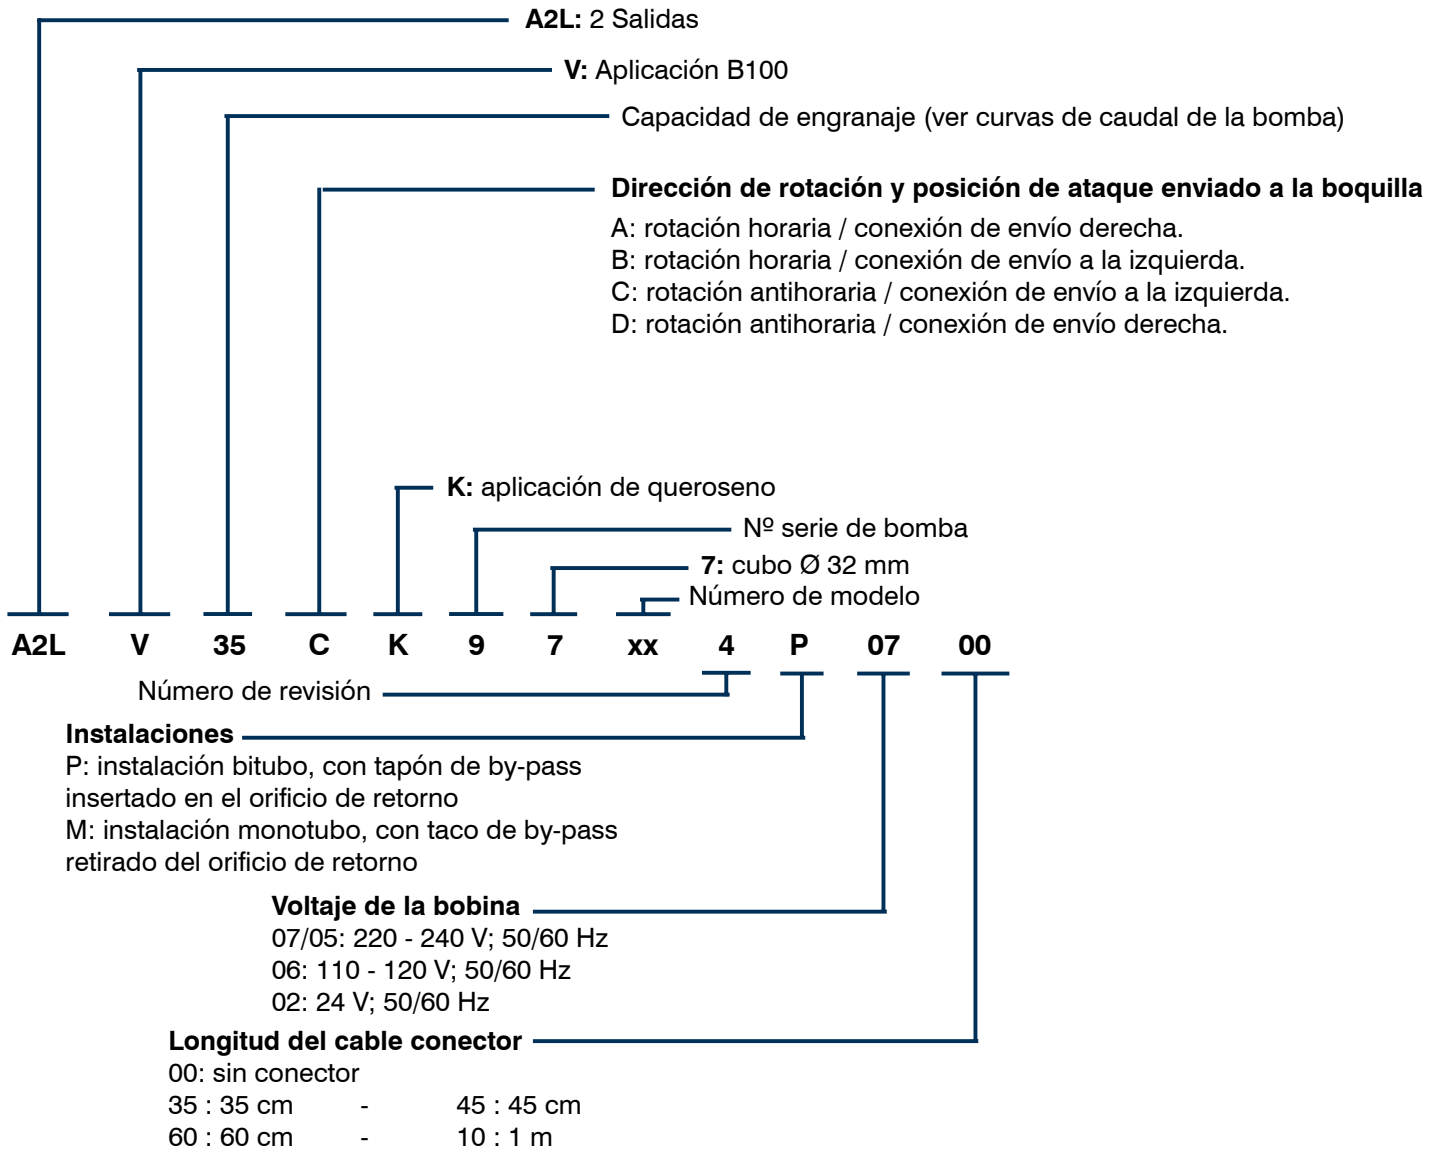 A2L: 2 Salidas
V: Aplicación B100
Capacidad de engranaje (ver curvas de caudal de la bomba)
Dirección de rotación y posición de ataque enviado a la boquilla
A: rotación horaria / conexión de envío derecha.
B: rotación horaria / conexión de envío a la izquierda.
C: rotación antihoraria / conexión de envío a la izquierda.
D: rotación antihoraria / conexión de envío derecha.
K: aplicación de queroseno
Nº serie de bomba
7: cubo Ø 32 mm
Número de modelo
A2L V 35 C K 9 7 xx 4 P 07 00
Número de revisión
Instalaciones
P: instalación bitubo, con tapón de by-pass
insertado en el orificio de retorno
M: instalación monotubo, con taco de by-pass
retirado del orificio de retorno
Voltaje de la bobina
07/05: 220 - 240 V; 50/60 Hz
06: 110 - 120 V; 50/60 Hz
02: 24 V; 50/60 Hz
Longitud del cable conector
00: sin conector
35 : 35 cm - 45 : 45 cm
60 : 60 cm - 10 : 1 m